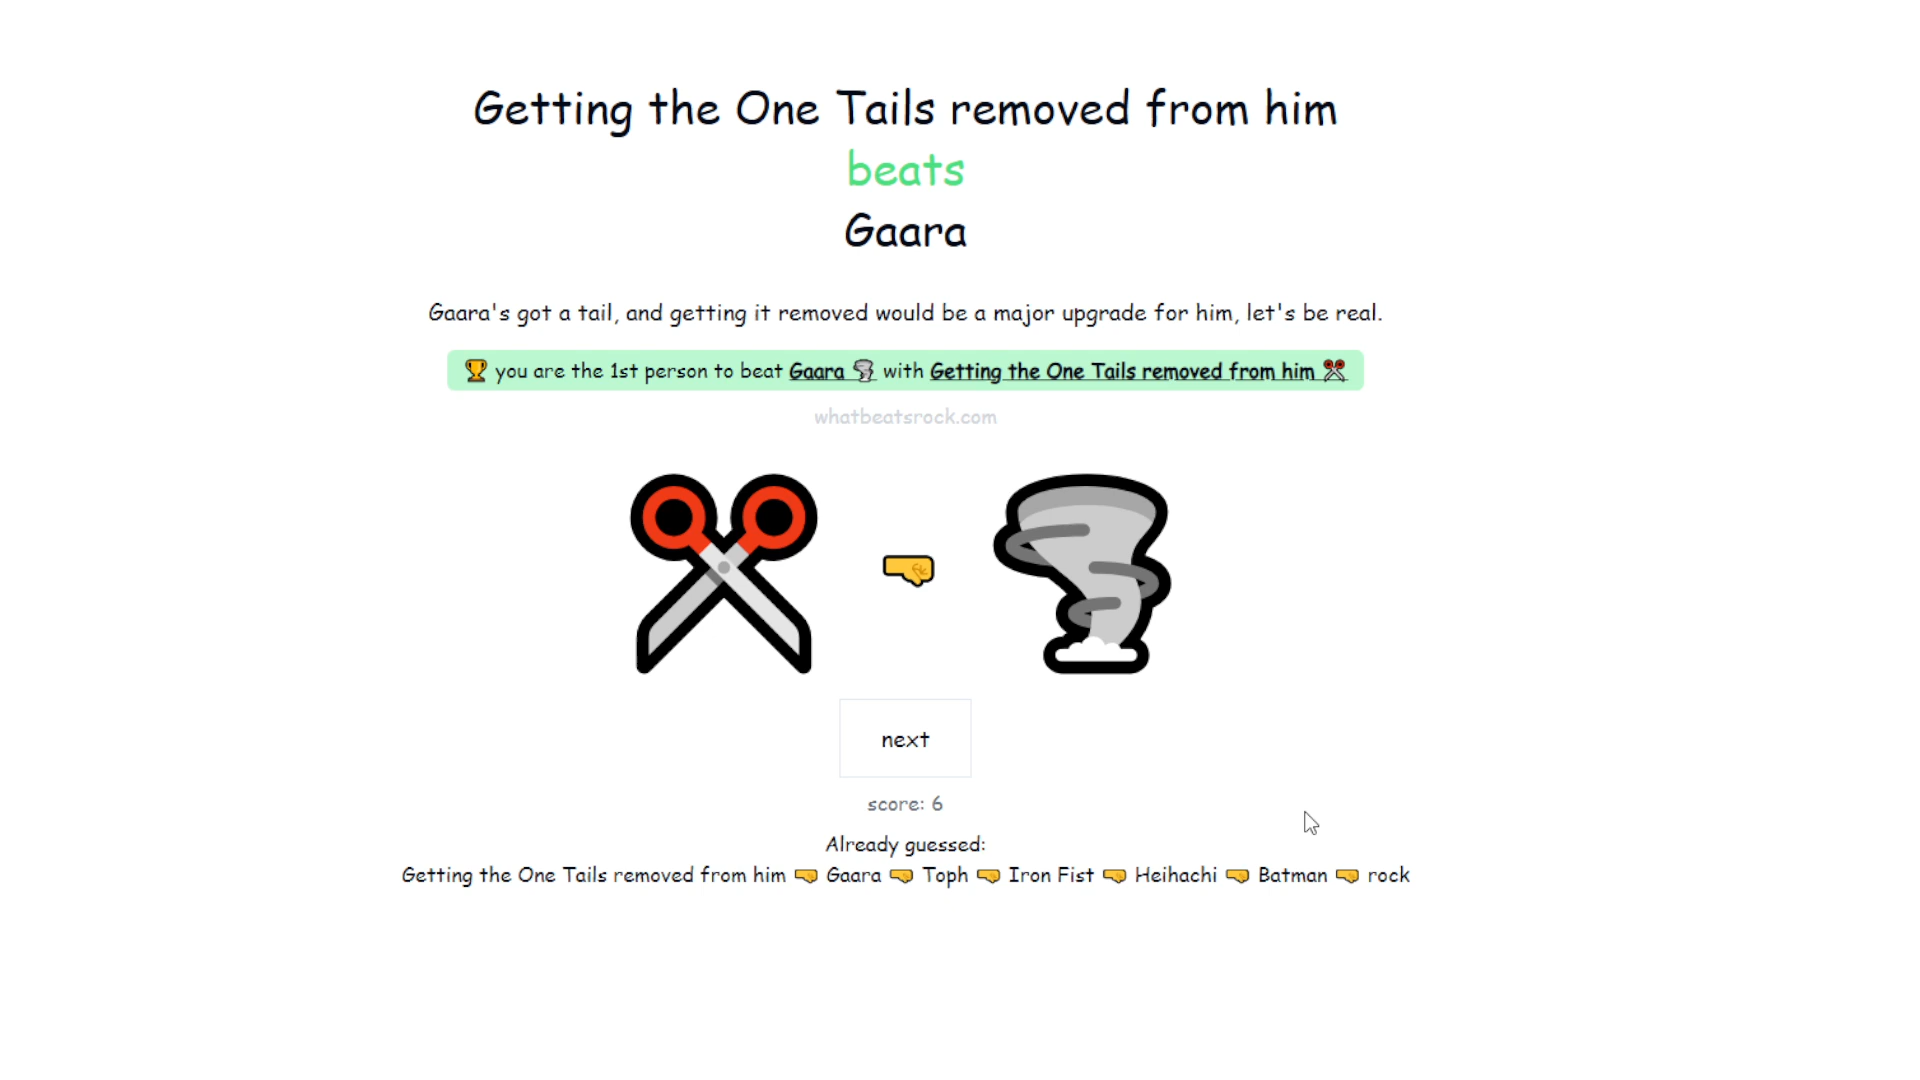 Getting the One Tails removed from him
beats
Gaara
Gaara's got a tail, and getting it removed would be a major upgrade for him, let's be real.
🏆 you are the 1st person to beat Gaara 🌪️ with Getting the One Tails removed from him ✂️
whatbeatsrock.com
next
score: 6
Already guessed:
Getting the One Tails removed from him 🤜 Gaara 🤜 Toph 🤜 Iron Fist 🤜 Heihachi 🤜 Batman 🤜 rock